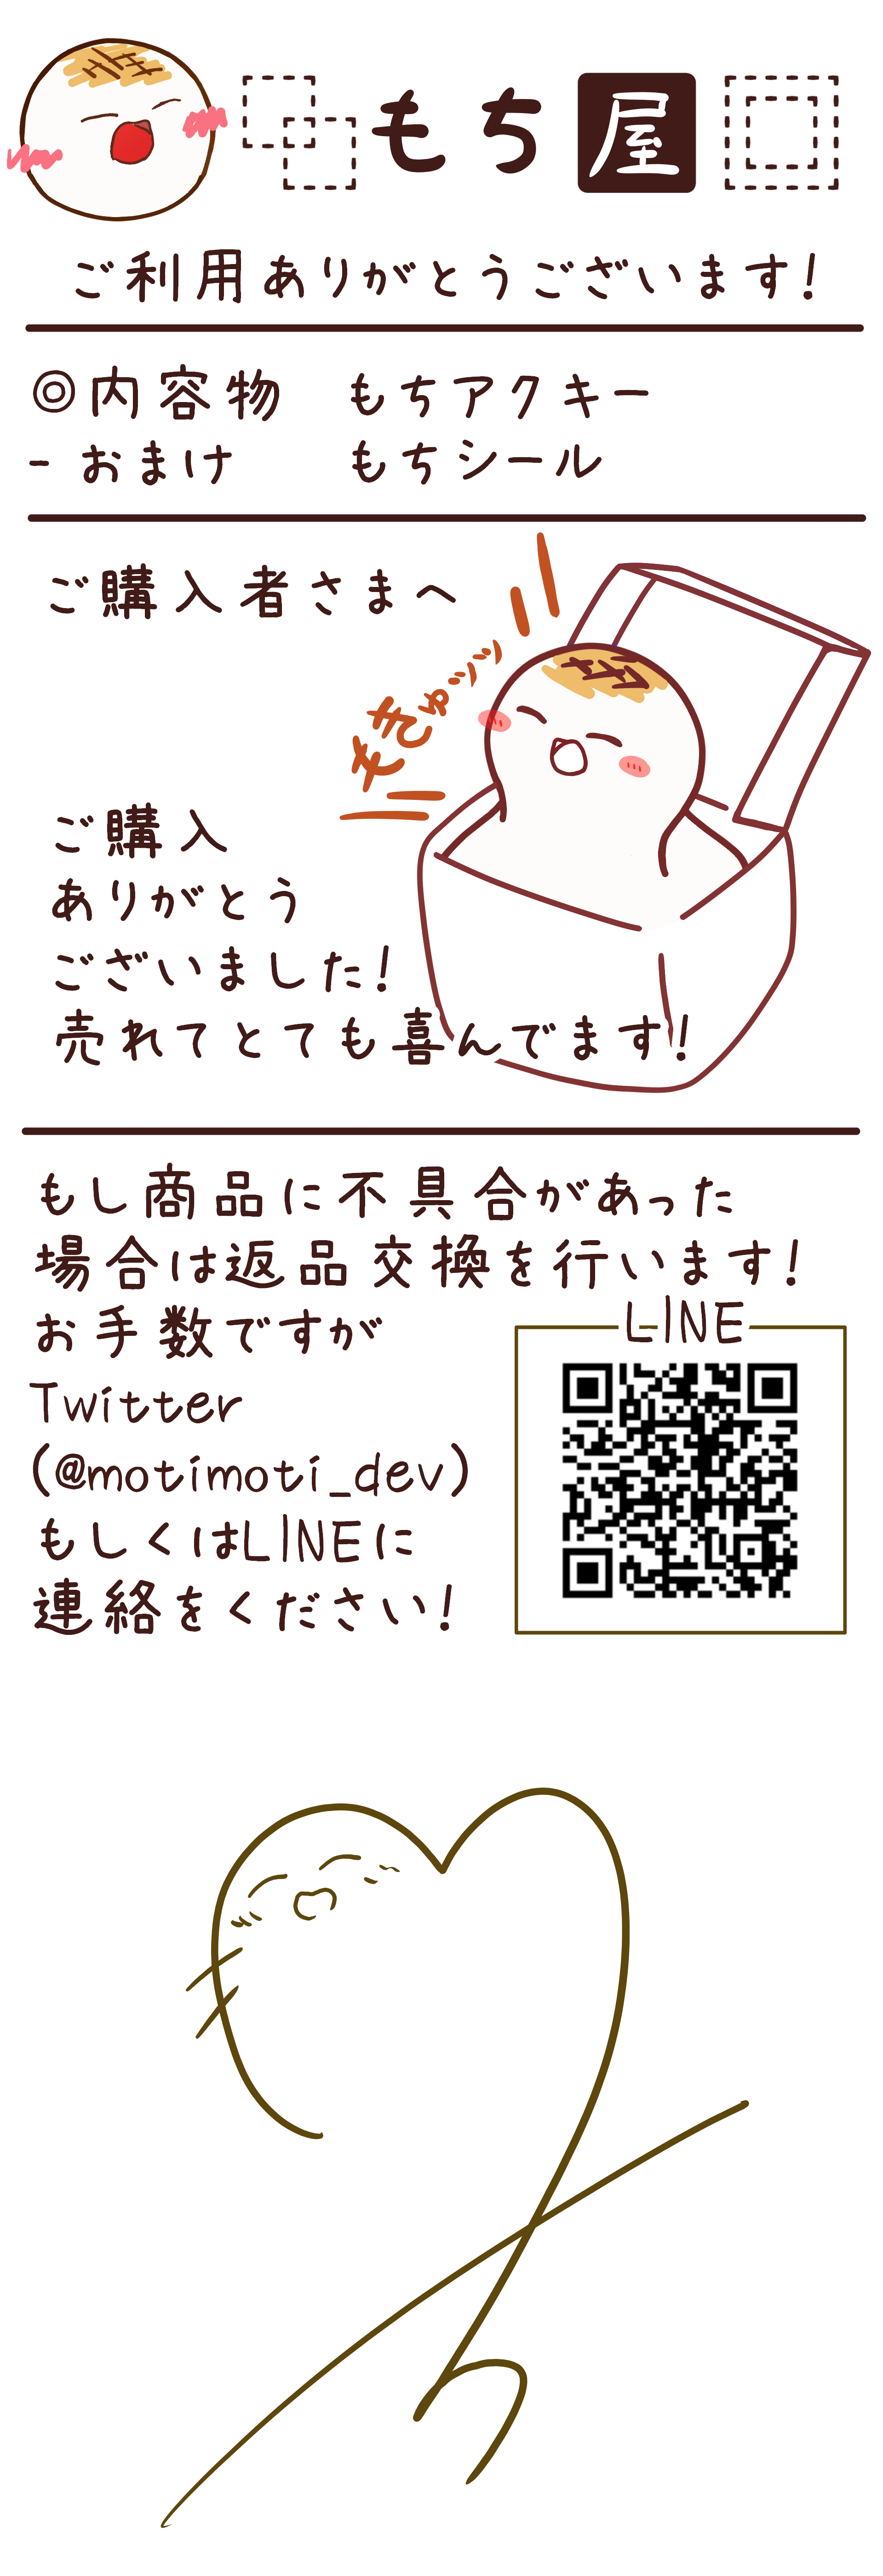 もち屋
ご利用ありがとうございます!
◎内容物 もちアクキー
- おまけ もちシール
ご購入者さまへ
もきゅッッ
ご購入
ありがとう
ございました!
売れてとても喜んでます!
もし商品に不具合があった
場合は返品交換を行います!
お手数ですが
LINE
Twitter
(@motimoti_dev)
もしくはLINEに
連絡をください!